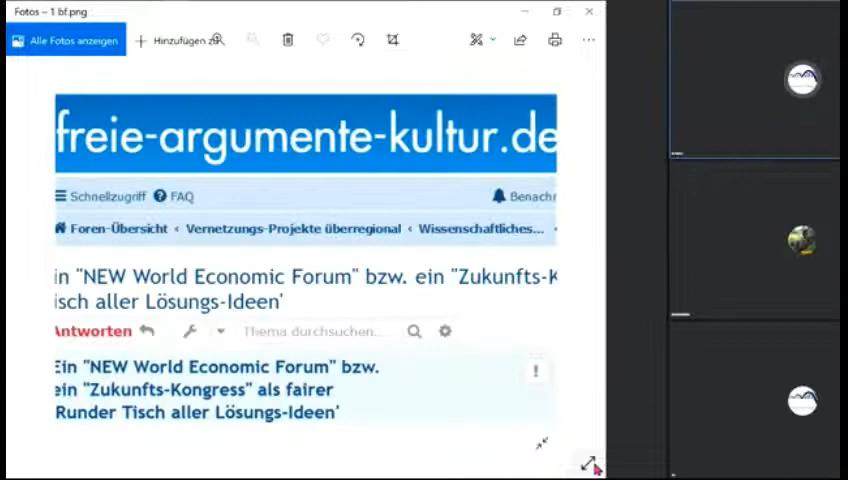 Fotos – 1 bf.png
Alle Fotos anzeigen
Hinzufügen zu
freie-argumente-kultur.de
Schnellzugriff FAQ
Benachr
Foren-Übersicht ‹ Vernetzungs-Projekte überregional ‹ Wissenschaftliches... ‹
in "NEW World Economic Forum" bzw. ein "Zukunfts-K
isch aller Lösungs-Ideen'
Antworten
Thema durchsuchen...
Ein "NEW World Economic Forum" bzw.
ein "Zukunfts-Kongress" als fairer
Runder Tisch aller Lösungs-Ideen'